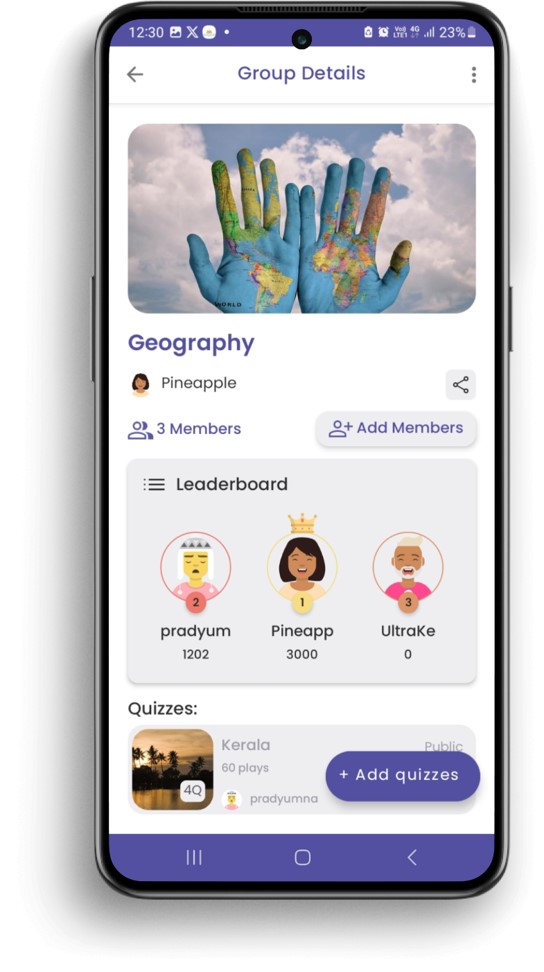 12:30
Voi) 4G
LTE1
23%
Group Details
WORLD
Geography
Pineapple
3 Members
Add Members
Leaderboard
2
1
3
pradyum
Pineapp
UltraKe
1202
3000
0
Quizzes:
Kerala
Public
60 plays
+ Add quizzes
4Q
pradyumna